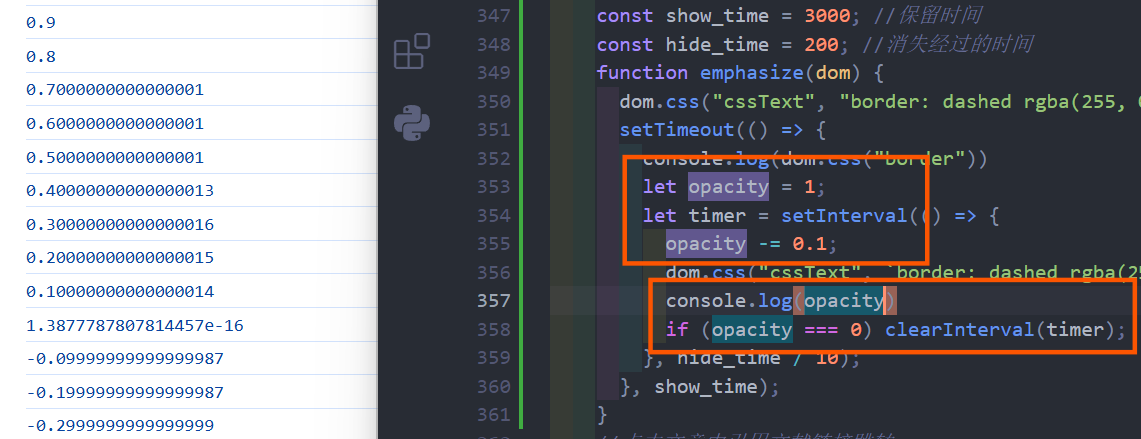 0.9
0.8
0.7000000000000001
0.6000000000000001
0.5000000000000001
0.40000000000000013
0.30000000000000016
0.20000000000000015
0.10000000000000014
1.3877787807814457e-16
-0.09999999999999987
-0.19999999999999987
-0.2999999999999999
347 const show_time = 3000; //保留时间
348 const hide_time = 200; //消失经过的时间
349 function emphasize(dom) {
350 dom.css("cssText", "border: dashed rgba(255,
351 setTimeout(() => {
352 console.log(dom.css("border"))
353 let opacity = 1;
354 let timer = setInterval(() => {
355 opacity -= 0.1;
356 dom.css("cssText", `border: dashed rgba(25
357 console.log(opacity)
358 if (opacity === 0) clearInterval(timer);
359 }, hide_time / 10);
360 }, show_time);
361 }